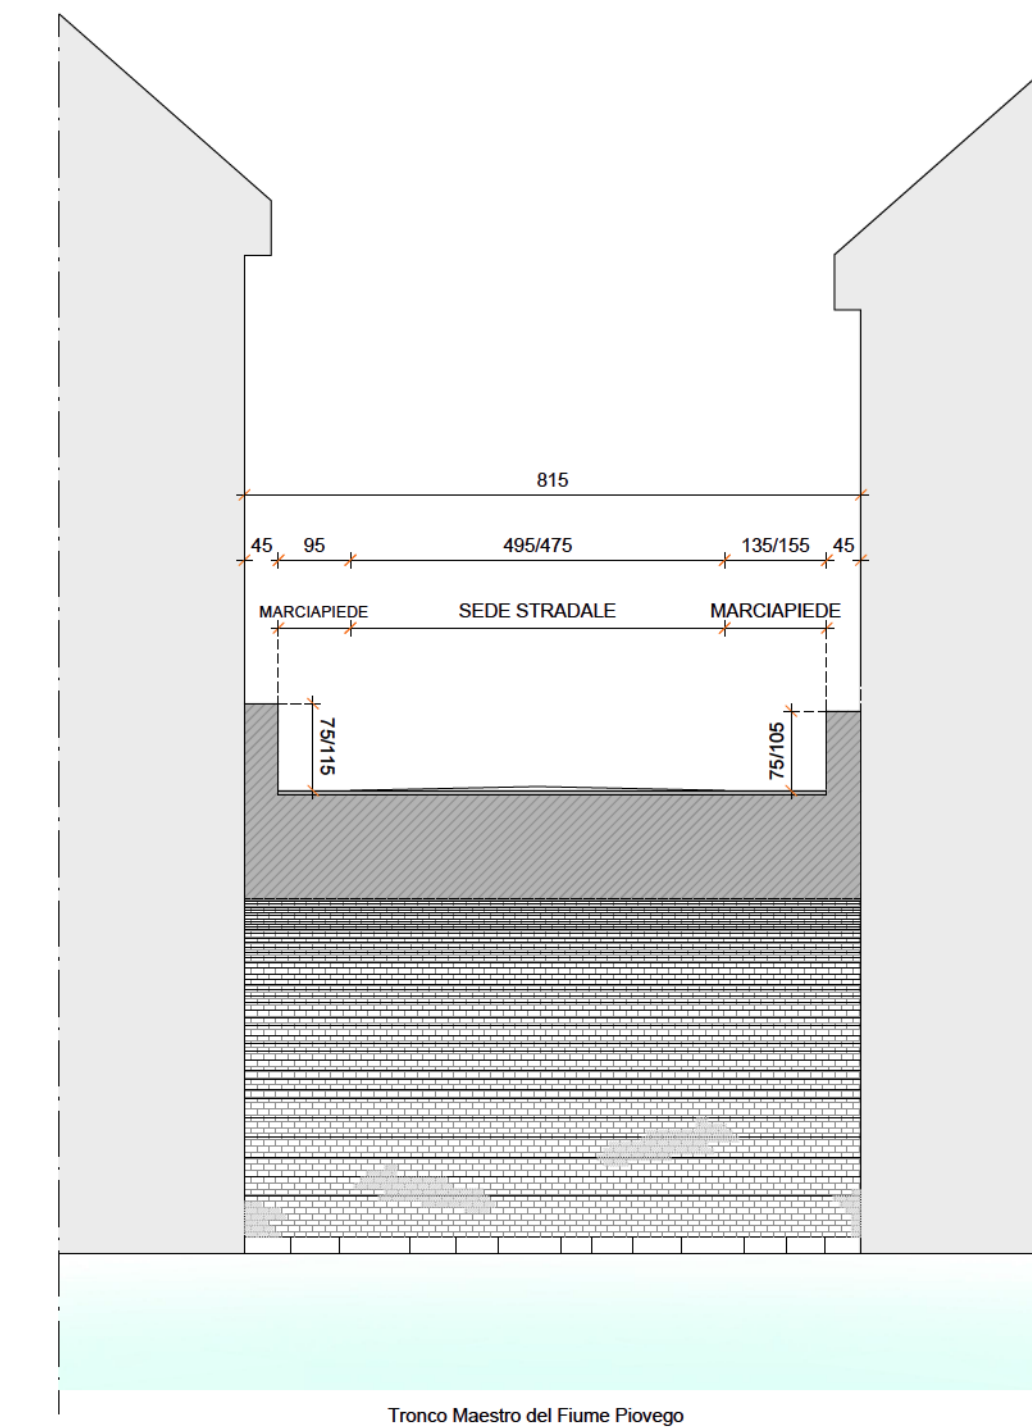 815
45 95 495/475 135/155 45
MARCIAPIEDE SEDE STRADALE MARCIAPIEDE
75/115
75/105
Tronco Maestro del Fiume Piovego